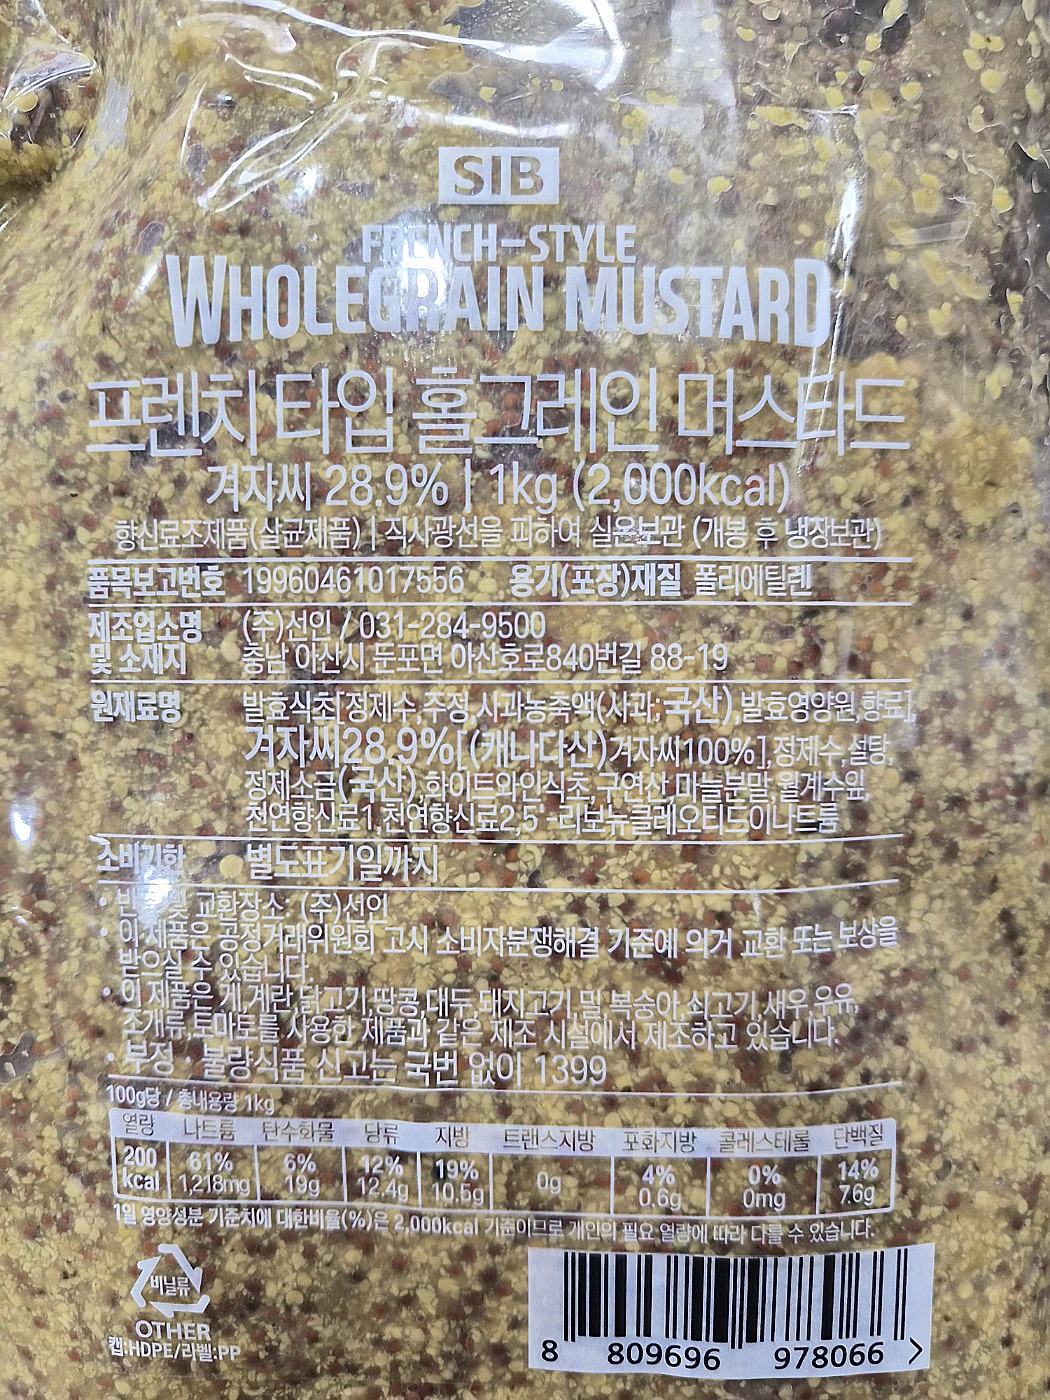 SIB
FRENCH-STYLE
WHOLEGRAIN MUSTARD
프렌치 타입 홀그레인 머스타드
겨자씨 28.9% | 1kg (2,000kcal)
향신료조제품(살균제품) | 직사광선을 피하여 실온보관 (개봉 후 냉장보관)
품목보고번호 19960461017556 용기(포장)재질 폴리에틸렌
제조업소명 (주)선인 / 031-284-9500
및 소재지 충남 아산시 둔포면 아산호로840번길 88-19
원재료명 발효식초[정제수,주정,사과농축액(사과;국산),발효영양원,향료],
겨자씨28.9%[(캐나다산)겨자씨100%],정제수,설탕,
정제소금(국산),화이트와인식초,구연산,마늘분말,월계수잎,
천연향신료1,천연향신료2,5'-리보뉴클레오티드이나트륨
소비기한 별도표기일까지
• 반품 및 교환장소 (주)선인
• 이 제품은 공정거래위원회 고시 소비자분쟁해결 기준에 의거 교환 또는 보상을
받으실 수 있습니다.
• 이 제품은 게,계란,닭고기,땅콩,대두,돼지고기,밀,복숭아,쇠고기,새우,우유,
조개류,토마토를 사용한 제품과 같은 제조 시설에서 제조하고 있습니다.
• 부정 · 불량식품 신고는 국번 없이 1399
100g당 / 총내용량 1kg
열량 나트륨 탄수화물 당류 지방 트랜스지방 포화지방 콜레스테롤 단백질
200 61% 6% 12% 19% 4% 0% 14%
kcal 1,218mg 19g 12.4g 10.5g 0g 0.6g 0mg 7.6g
1일 영양성분 기준치에 대한비율(%)은 2,000kcal 기준이므로 개인의 필요 열량에 따라 다를 수 있습니다.
비닐류
OTHER
캡:HDPE/라벨:PP
8 809696 978066 >